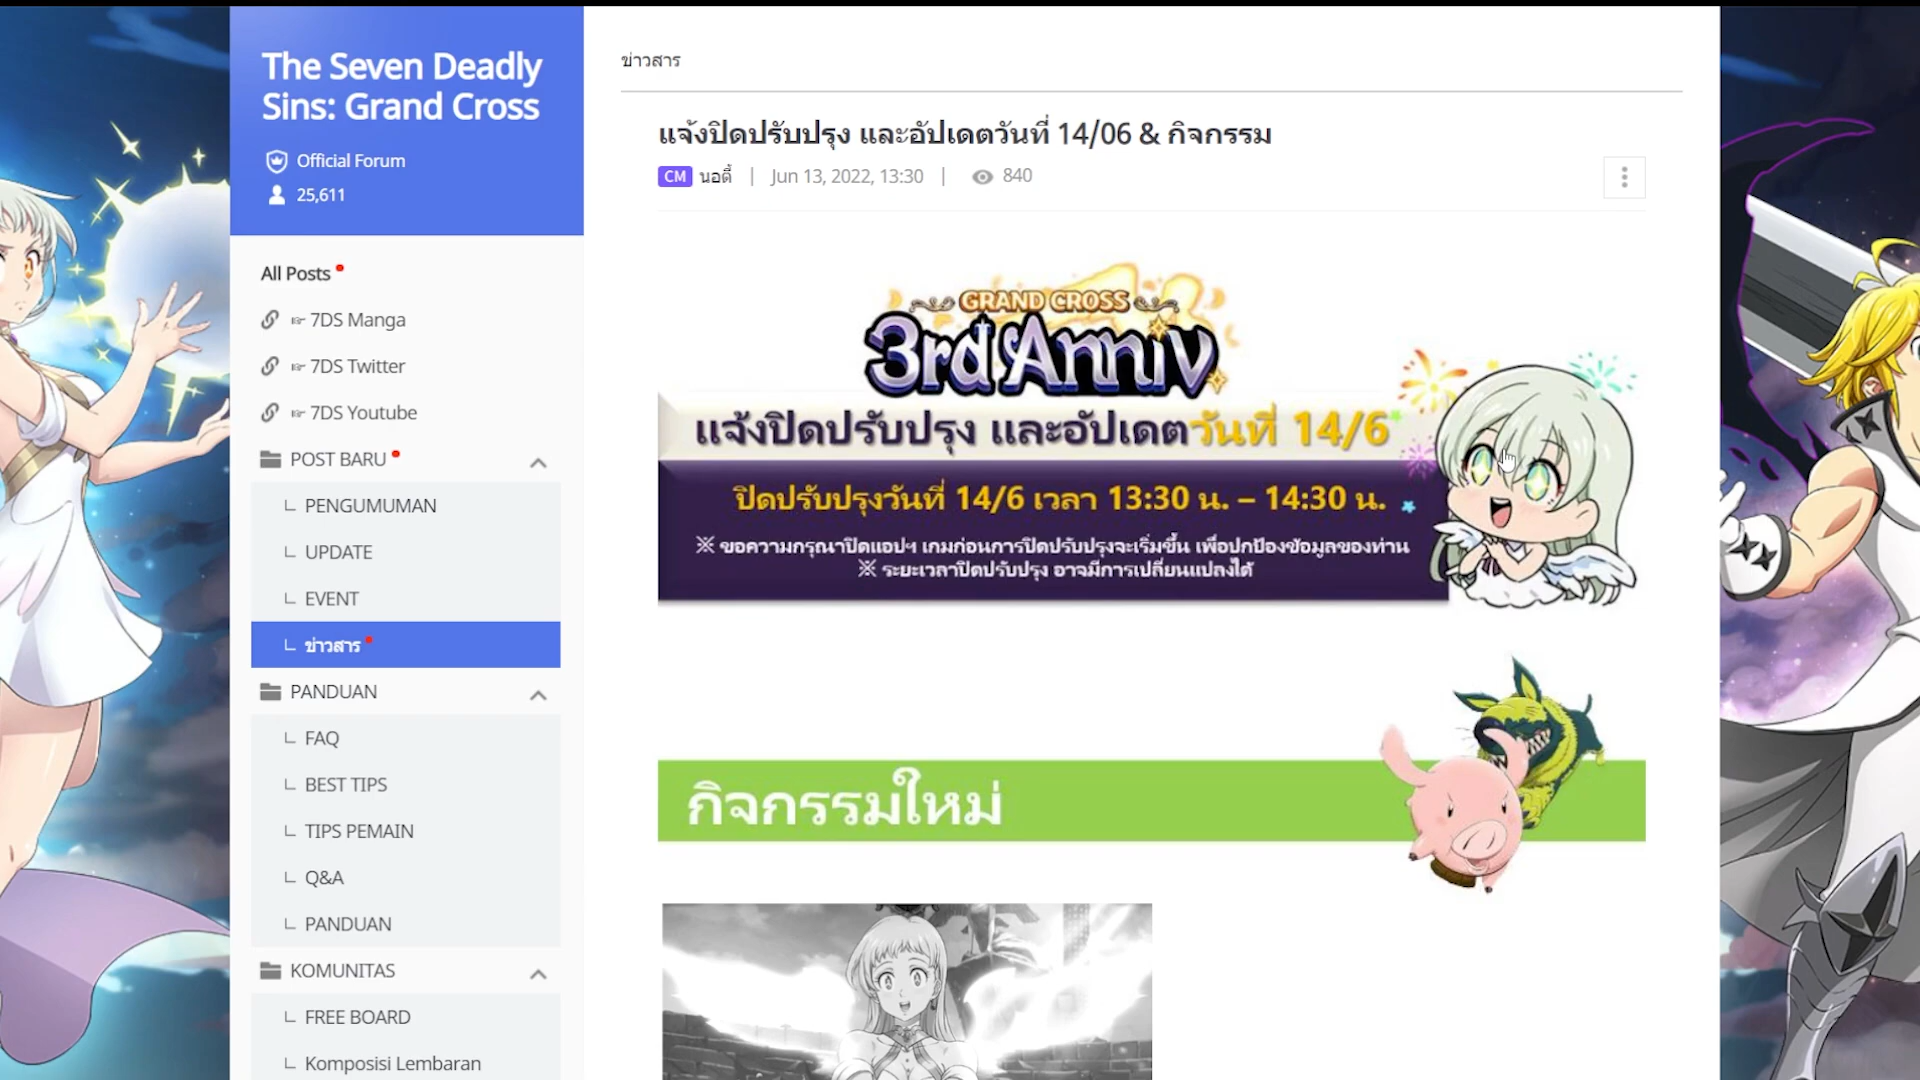 The Seven Deadly
Sins: Grand Cross
Official Forum
25,611
All Posts
☞ 7DS Manga
☞ 7DS Twitter
☞ 7DS Youtube
POST BARU
PENGUMUMAN
UPDATE
EVENT
ข่าวสาร
PANDUAN
FAQ
BEST TIPS
TIPS PEMAIN
Q&A
PANDUAN
KOMUNITAS
FREE BOARD
Komposisi Lembaran
ข่าวสาร
แจ้งปิดปรับปรุง และอัปเดตวันที่ 14/06 & กิจกรรม
CM นอตี้ | Jun 13, 2022, 13:30 | 840
GRAND CROSS
3rd Anniv
แจ้งปิดปรับปรุง และอัปเดตวันที่ 14/6
ปิดปรับปรุงวันที่ 14/6 เวลา 13:30 น. – 14:30 น.
※ ขอความกรุณาปิดแอปฯ เกมก่อนการปิดปรับปรุงจะเริ่มขึ้น เพื่อปกป้องข้อมูลของท่าน
※ ระยะเวลาปิดปรับปรุง อาจมีการเปลี่ยนแปลงได้
กิจกรรมใหม่